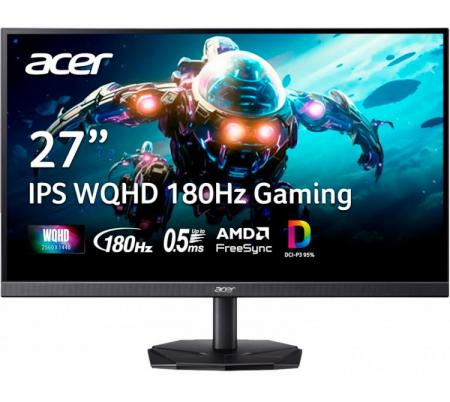 acer
27”
IPS WQHD 180Hz Gaming
WQHD
2560 X 1440
180Hz
Up to
0.5ms
AMD
FreeSync
D
DCI-P3 95%
acer